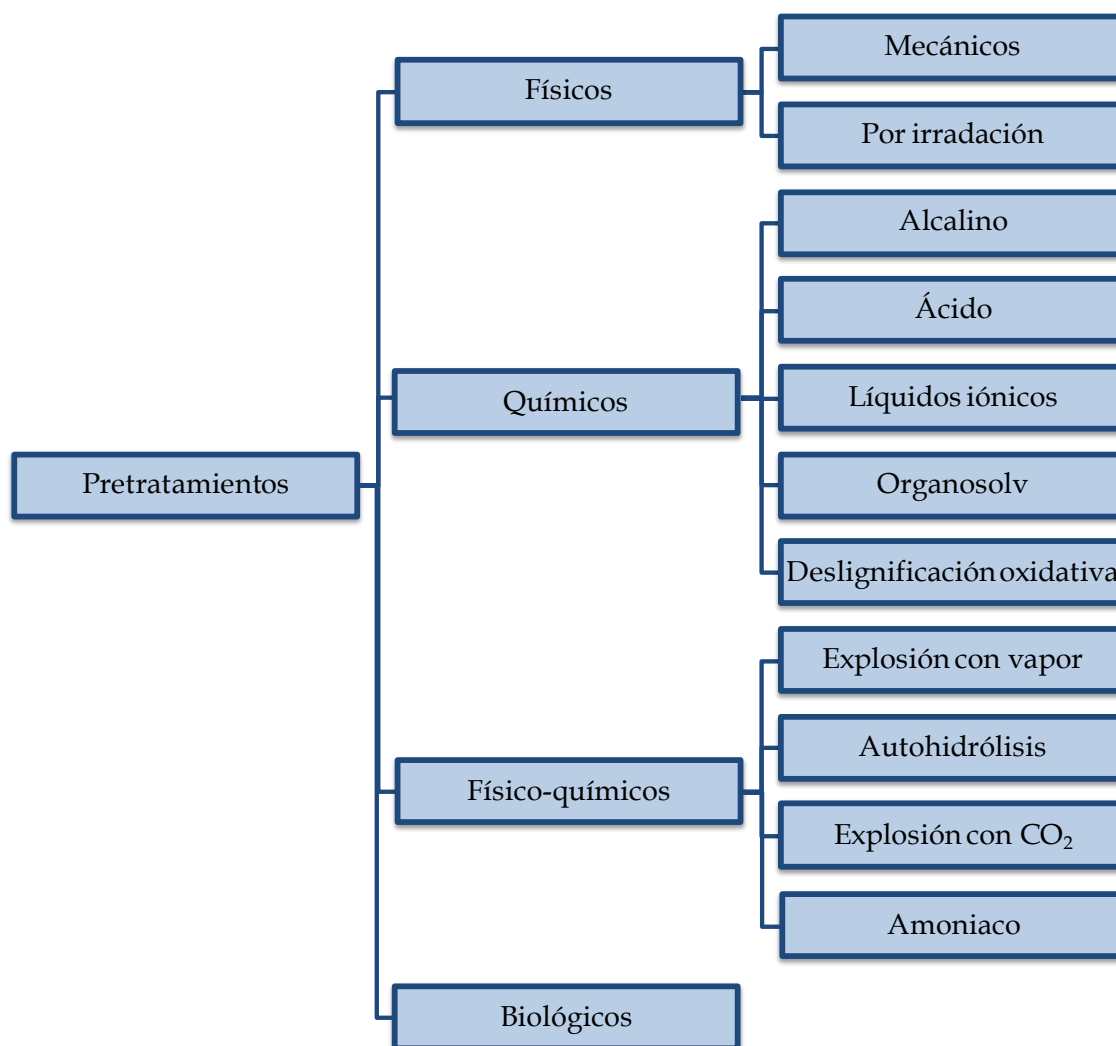 Pretratamientos
Físicos
Mecánicos
Por irradación
Químicos
Alcalino
Ácido
Líquidos iónicos
Organosolv
Deslignificación oxidativa
Físico-químicos
Explosión con vapor
Autohidrólisis
Explosión con CO₂
Amoniaco
Biológicos